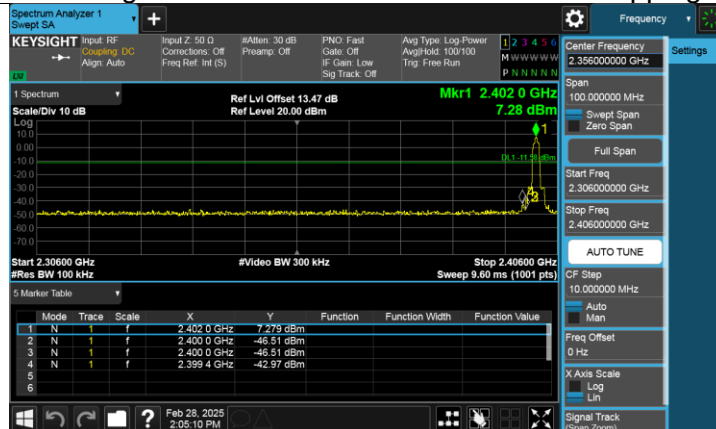 Spectrum Analyzer 1
Swept SA
Frequency
KEYSIGHT
Input: RF
Coupling: DC
Align: Auto
Input Z: 50 Ω
Corrections: Off
Freq Ref: Int (S)
#Atten: 30 dB
Preamp: Off
PNO: Fast
Gate: Off
IF Gain: Low
Sig Track: Off
Avg Type: Log-Power
Avg|Hold: 100/100
Trig: Free Run
1 2 3 4 5 6
M W W W W W
P N N N N N
LW
Center Frequency
2.356000000 GHz
Settings
Span
100.000000 MHz
Swept Span
Zero Span
Full Span
Start Freq
2.306000000 GHz
Stop Freq
2.406000000 GHz
AUTO TUNE
CF Step
10.000000 MHz
Auto
Man
Freq Offset
0 Hz
X Axis Scale
Log
Lin
Signal Track
(Span Zoom)
1 Spectrum
Scale/Div 10 dB
Ref Lvl Offset 13.47 dB
Ref Level 20.00 dBm
Mkr1 2.402 0 GHz
7.28 dBm
Log
10.0
0.00
-10.0
-20.0
-30.0
-40.0
-50.0
-60.0
-70.0
1
Start 2.30600 GHz
#Res BW 100 kHz
#Video BW 300 kHz
Stop 2.40600 GHz
Sweep 9.60 ms (1001 pts)
5 Marker Table
Mode Trace Scale X Y Function Function Width Function Value
1 N 1 f 2.402 0 GHz 7.279 dBm
2 N 1 f 2.400 0 GHz -46.51 dBm
3 N 1 f 2.400 0 GHz -46.51 dBm
4 N 1 f 2.399 4 GHz -42.97 dBm
5
6
?
Feb 28, 2025
2:05:10 PM